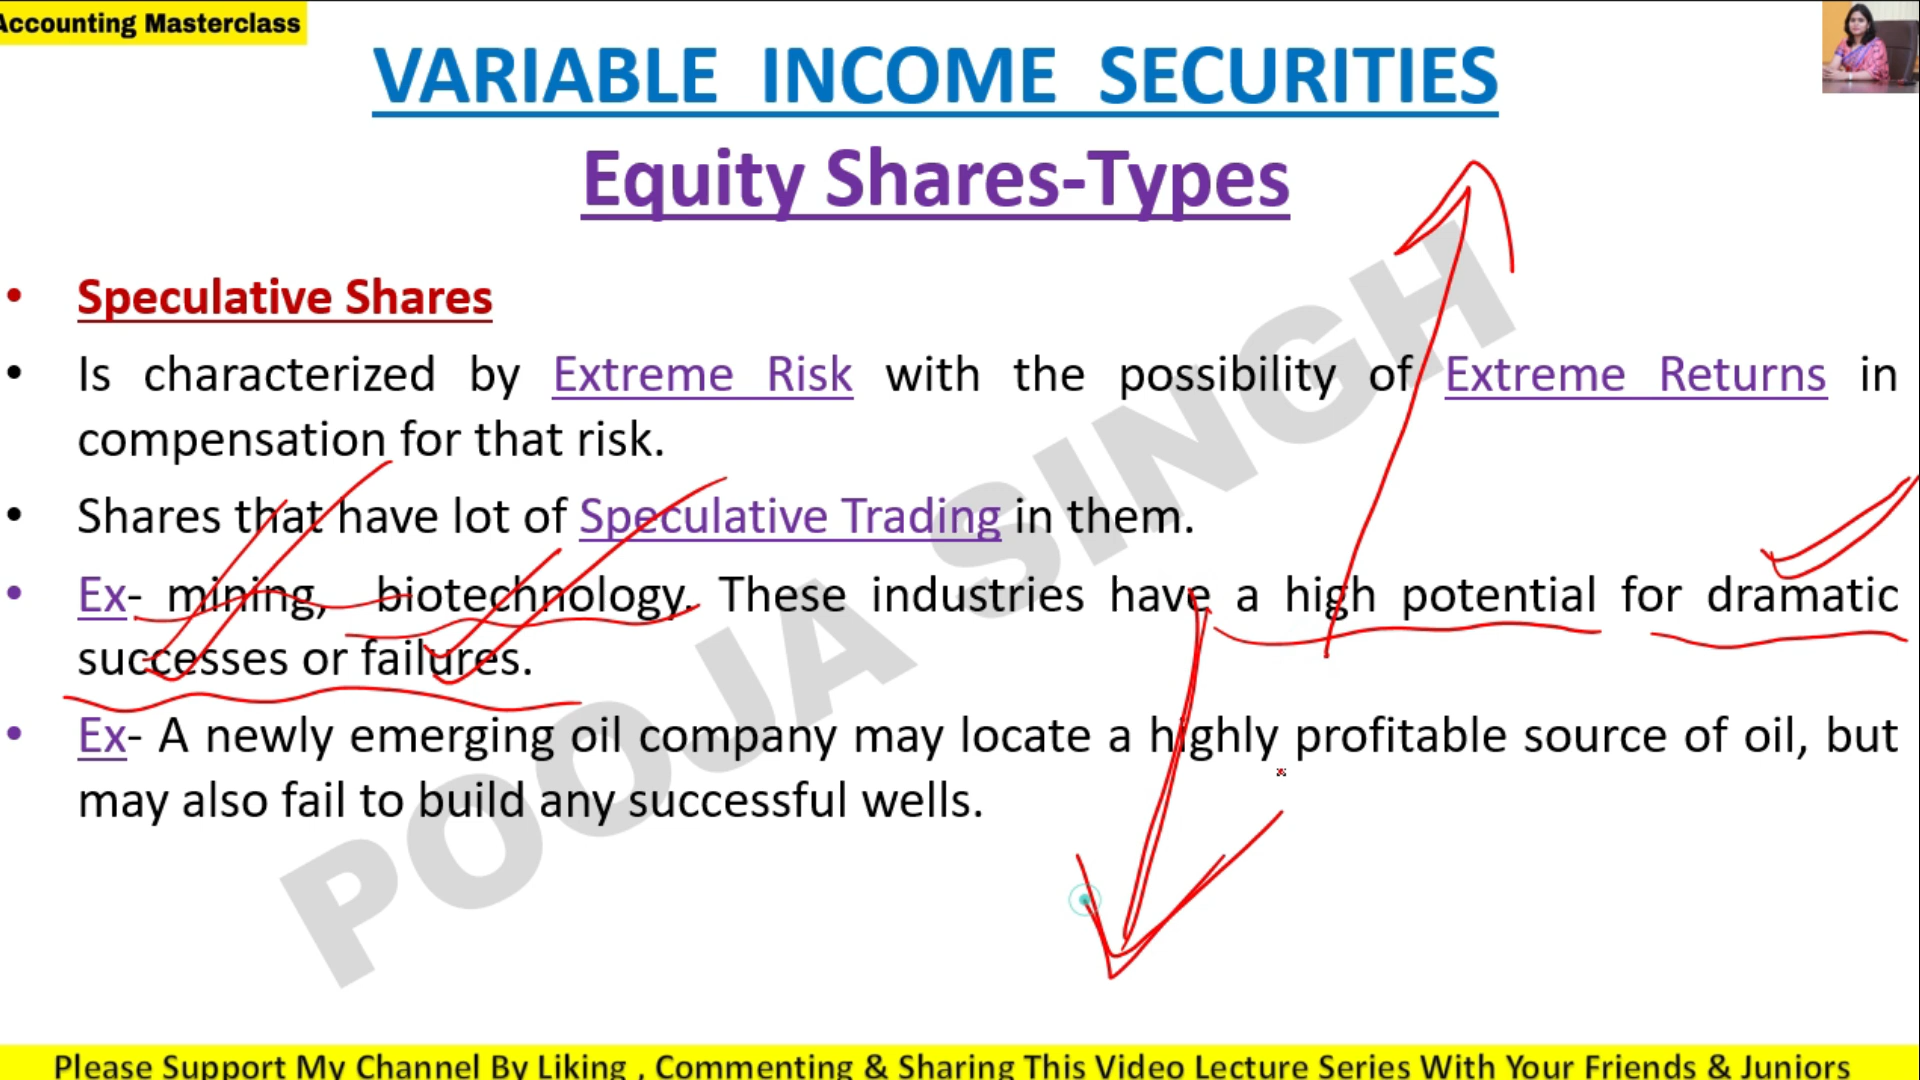 Accounting Masterclass
VARIABLE INCOME SECURITIES
Equity Shares-Types
• Speculative Shares
• Is characterized by Extreme Risk with the possibility of Extreme Returns in
compensation for that risk.
• Shares that have lot of Speculative Trading in them.
• Ex- mining, biotechnology. These industries have a high potential for dramatic
successes or failures.
• Ex- A newly emerging oil company may locate a highly profitable source of oil, but
may also fail to build any successful wells.
POOJA SINGH
Please Support My Channel By Liking , Commenting & Sharing This Video Lecture Series With Your Friends & Juniors